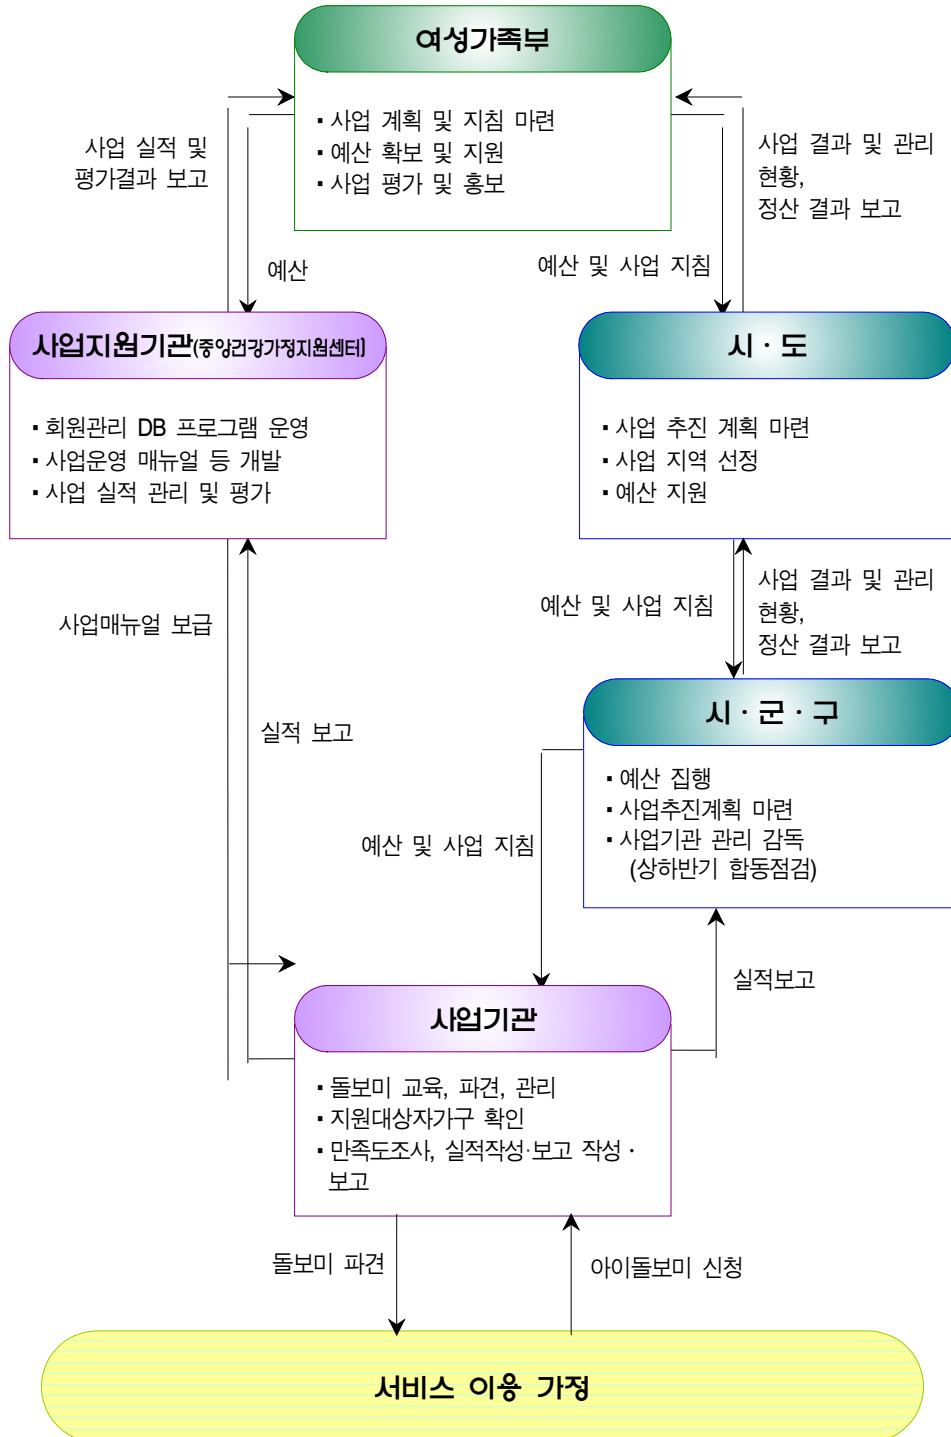 여성가족부
▪ 사업 계획 및 지침 마련
▪ 예산 확보 및 지원
▪ 사업 평가 및 홍보
사업 실적 및
평가결과 보고
사업 결과 및 관리
현황,
정산 결과 보고
예산
예산 및 사업 지침
사업지원기관(중앙건강가정지원센터)
▪ 회원관리 DB 프로그램 운영
▪ 사업운영 매뉴얼 등 개발
▪ 사업 실적 관리 및 평가
시 · 도
▪ 사업 추진 계획 마련
▪ 사업 지역 선정
▪ 예산 지원
사업매뉴얼 보급
예산 및 사업 지침
사업 결과 및 관리
현황,
정산 결과 보고
실적 보고
시 · 군 · 구
▪ 예산 집행
▪ 사업추진계획 마련
▪ 사업기관 관리 감독
(상하반기 합동점검)
예산 및 사업 지침
실적보고
사업기관
▪ 돌보미 교육, 파견, 관리
▪ 지원대상자가구 확인
▪ 만족도조사, 실적작성·보고 작성 ·
보고
돌보미 파견
아이돌보미 신청
서비스 이용 가정